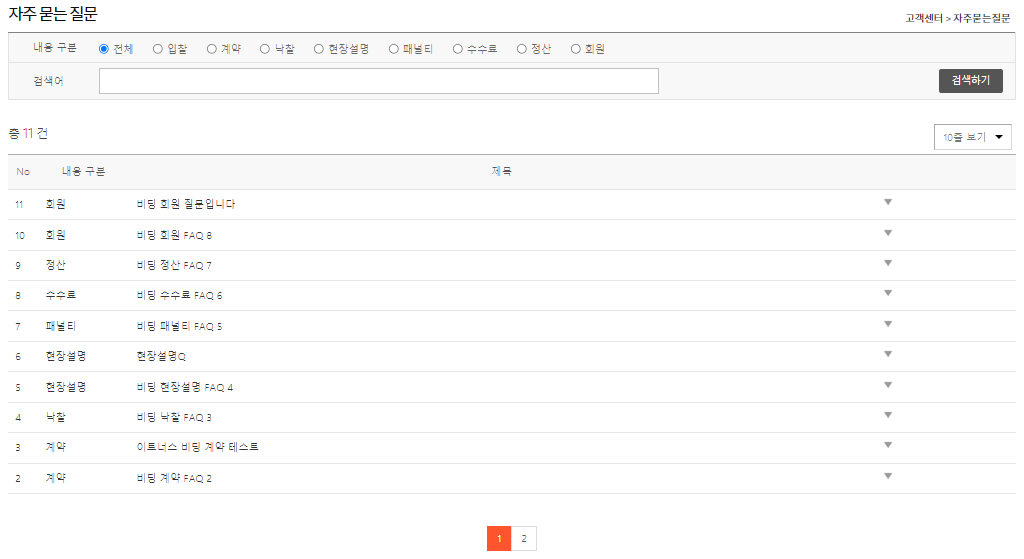 자주 묻는 질문
고객센터 > 자주묻는질문
내용 구분 전체 입찰 계약 낙찰 현장설명 패널티 수수료 정산 회원
검색어 검색하기
총 11 건
10줄 보기
No 내용 구분 제목
11 회원 비딩 회원 질문입니다
10 회원 비딩 회원 FAQ 8
9 정산 비딩 정산 FAQ 7
8 수수료 비딩 수수료 FAQ 6
7 패널티 비딩 패널티 FAQ 5
6 현장설명 현장설명Q
5 현장설명 비딩 현장설명 FAQ 4
4 낙찰 비딩 낙찰 FAQ 3
3 계약 이트너스 비딩 계약 테스트
2 계약 비딩 계약 FAQ 2
1 2